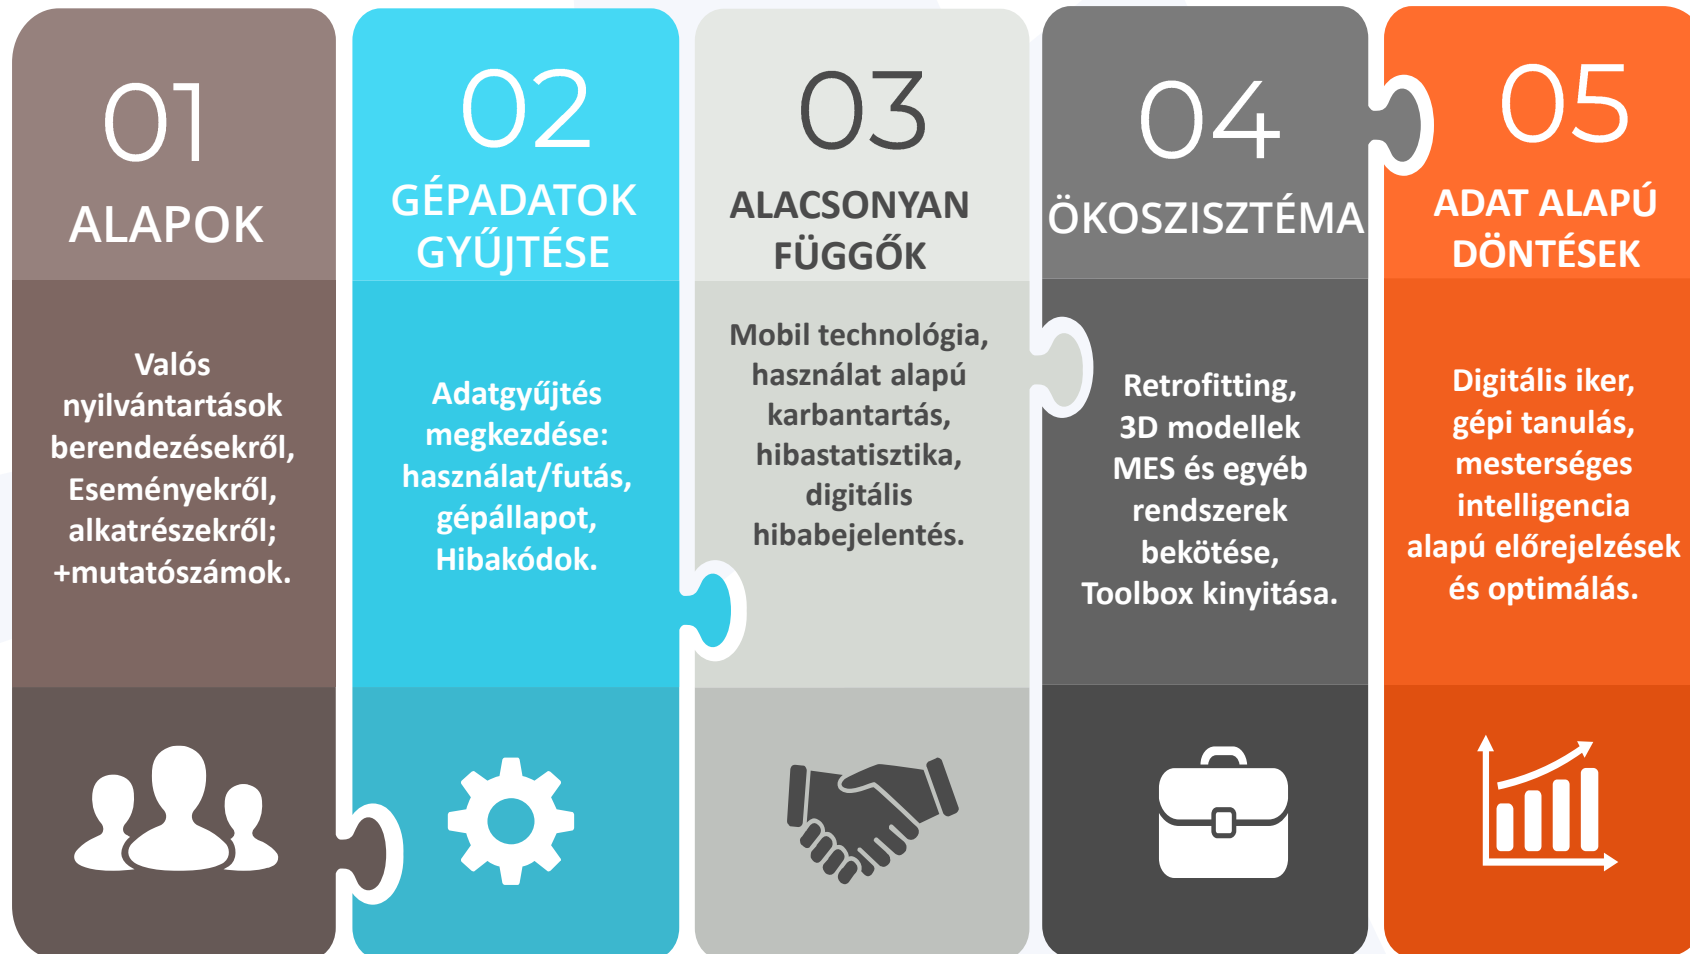 01
ALAPOK
Valós
nyilvántartások
berendezésekről,
Eseményekről,
alkatrészekről;
+mutatószámok.
02
GÉPADATOK
GYŰJTÉSE
Adatgyűjtés
megkezdése:
használat/futás,
gépállapot,
Hibakódok.
03
ALACSONYAN
FÜGGŐK
Mobil technológia,
használat alapú
karbantartás,
hibastatisztika,
digitális
hibabejelentés.
04
ÖKOSZISZTÉMA
Retrofitting,
3D modellek
MES és egyéb
rendszerek
bekötése,
Toolbox kinyitása.
05
ADAT ALAPÚ
DÖNTÉSEK
Digitális iker,
gépi tanulás,
mesterséges
intelligencia
alapú előrejelzések
és optimálás.